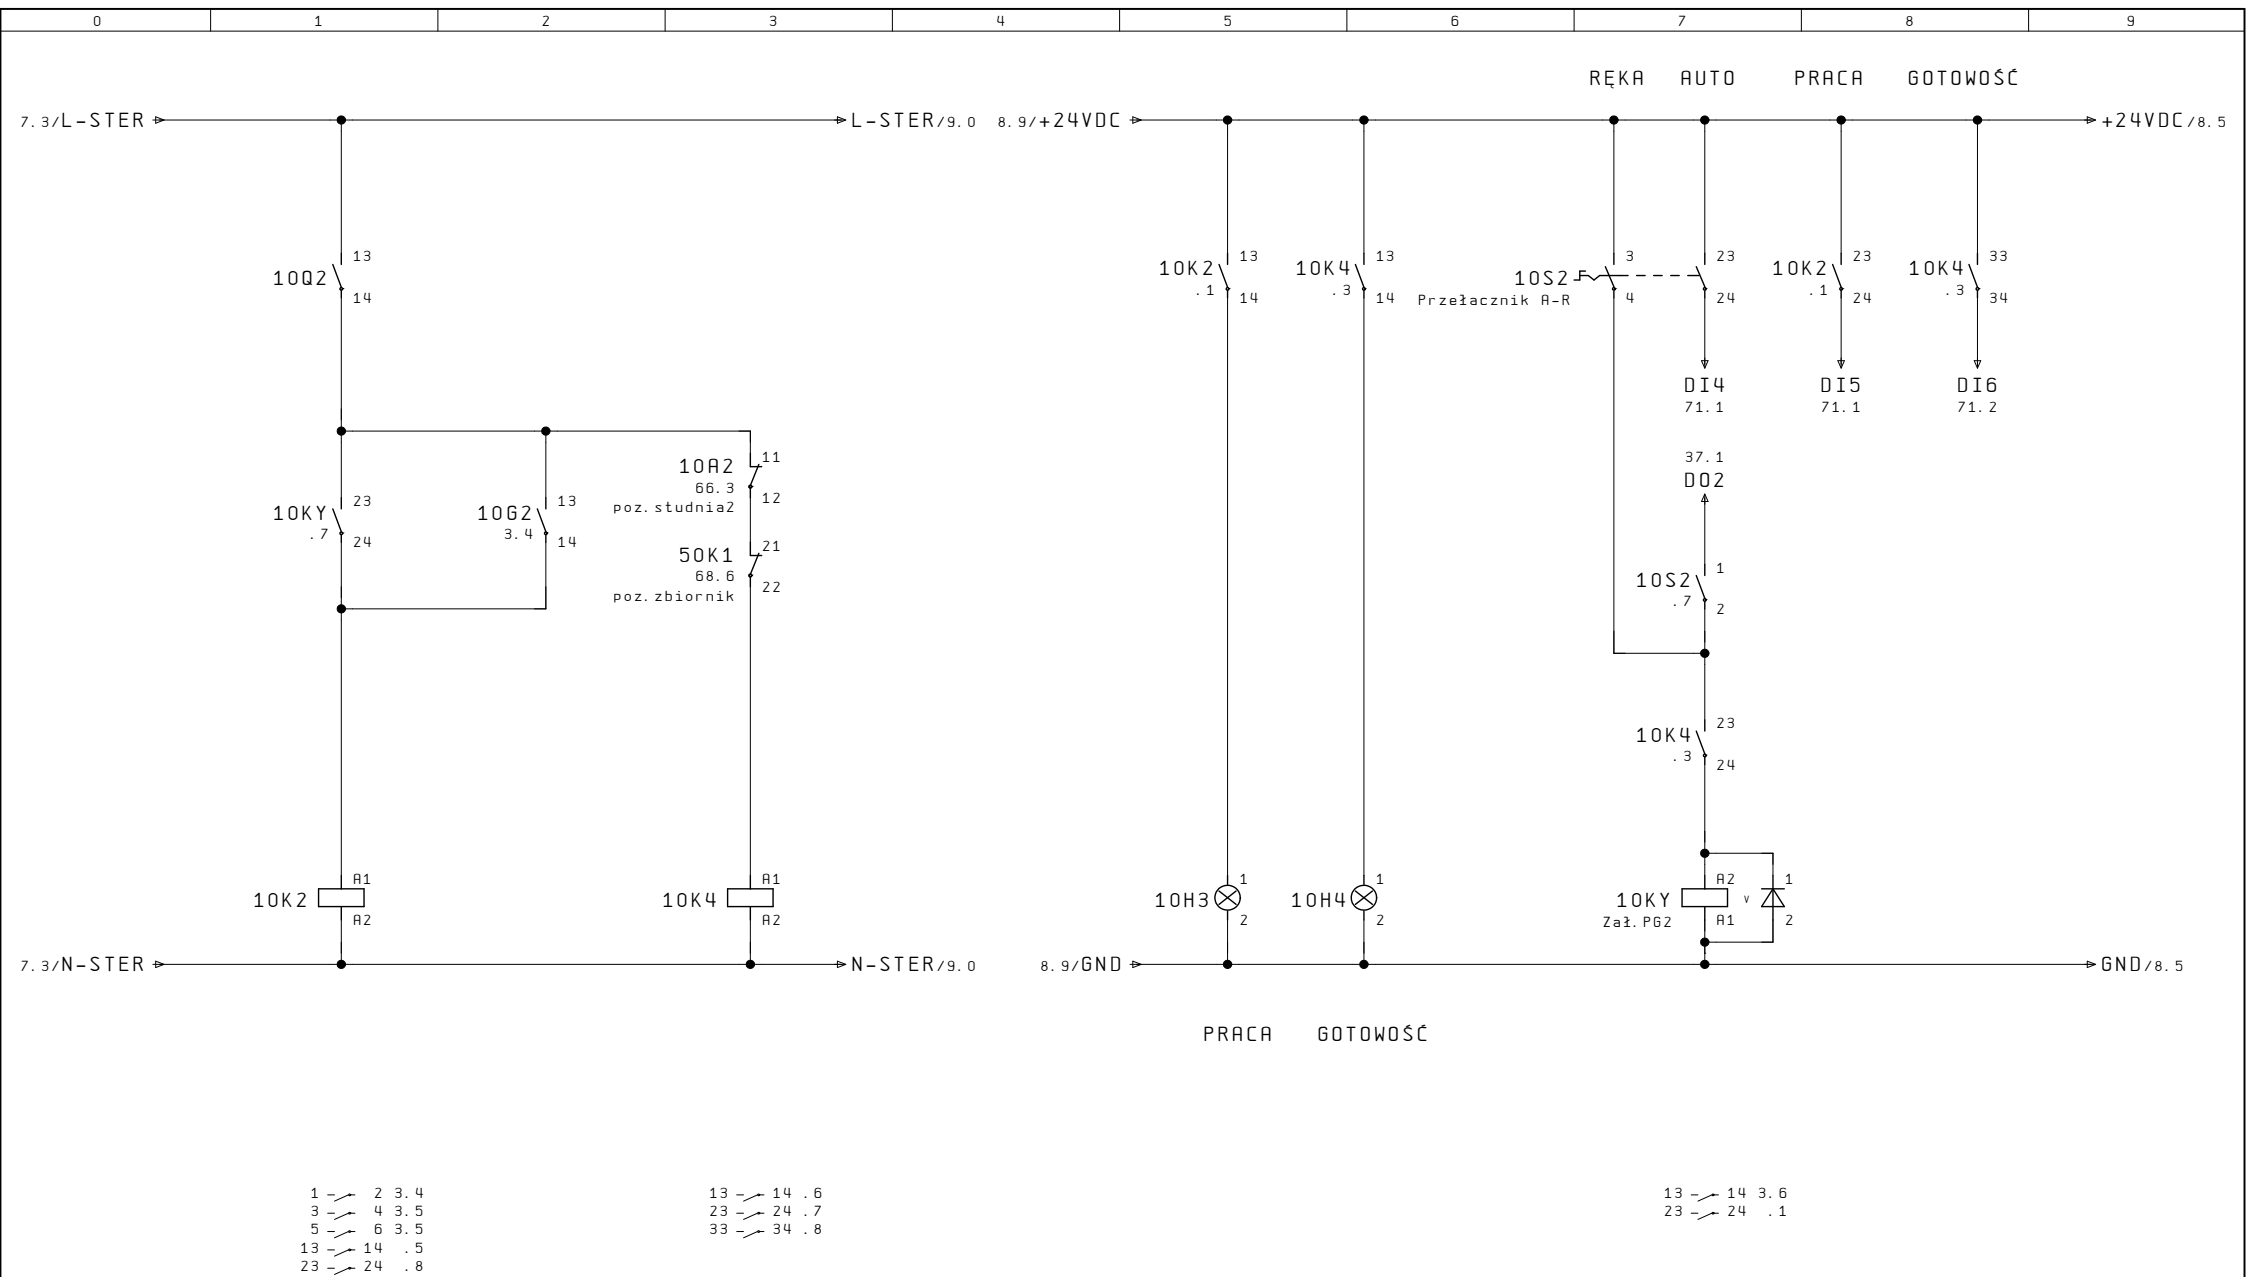 0 1 2 3 4 5 6 7 8 9
RĘKA AUTO PRACA GOTOWOŚĆ
7.3/L-STER L-STER/9.0 8.9/+24VDC +24VDC/8.5
13 13 13 3 23 23 33
10Q2 10K2 10K4 10S2 10K2 10K4
.1 .3 Przełacznik A-R .1 .3
14 14 14 4 24 24 34
DI4 DI5 DI6
71.1 71.1 71.2
11 37.1
10A2 DO2
66.3
12
poz.studnia2
23 13
10KY 10G2
.7 3.4
24 14
21
50K1
68.6
22
poz.zbiornik
1
10S2
.7
2
23
10K4
.3
24
A1 A1 1 1 A2 1
10K2 10K4 10H3 10H4 10KY V
A2 A2 2 2 Zał.PG2 A1 2
7.3/N-STER N-STER/9.0 8.9/GND GND/8.5
PRACA GOTOWOŚĆ
1 2 3.4
3 4 3.5
5 6 3.5
13 14 .5
23 24 .8
13 14 .6
23 24 .7
33 34 .8
13 14 3.6
23 24 .1